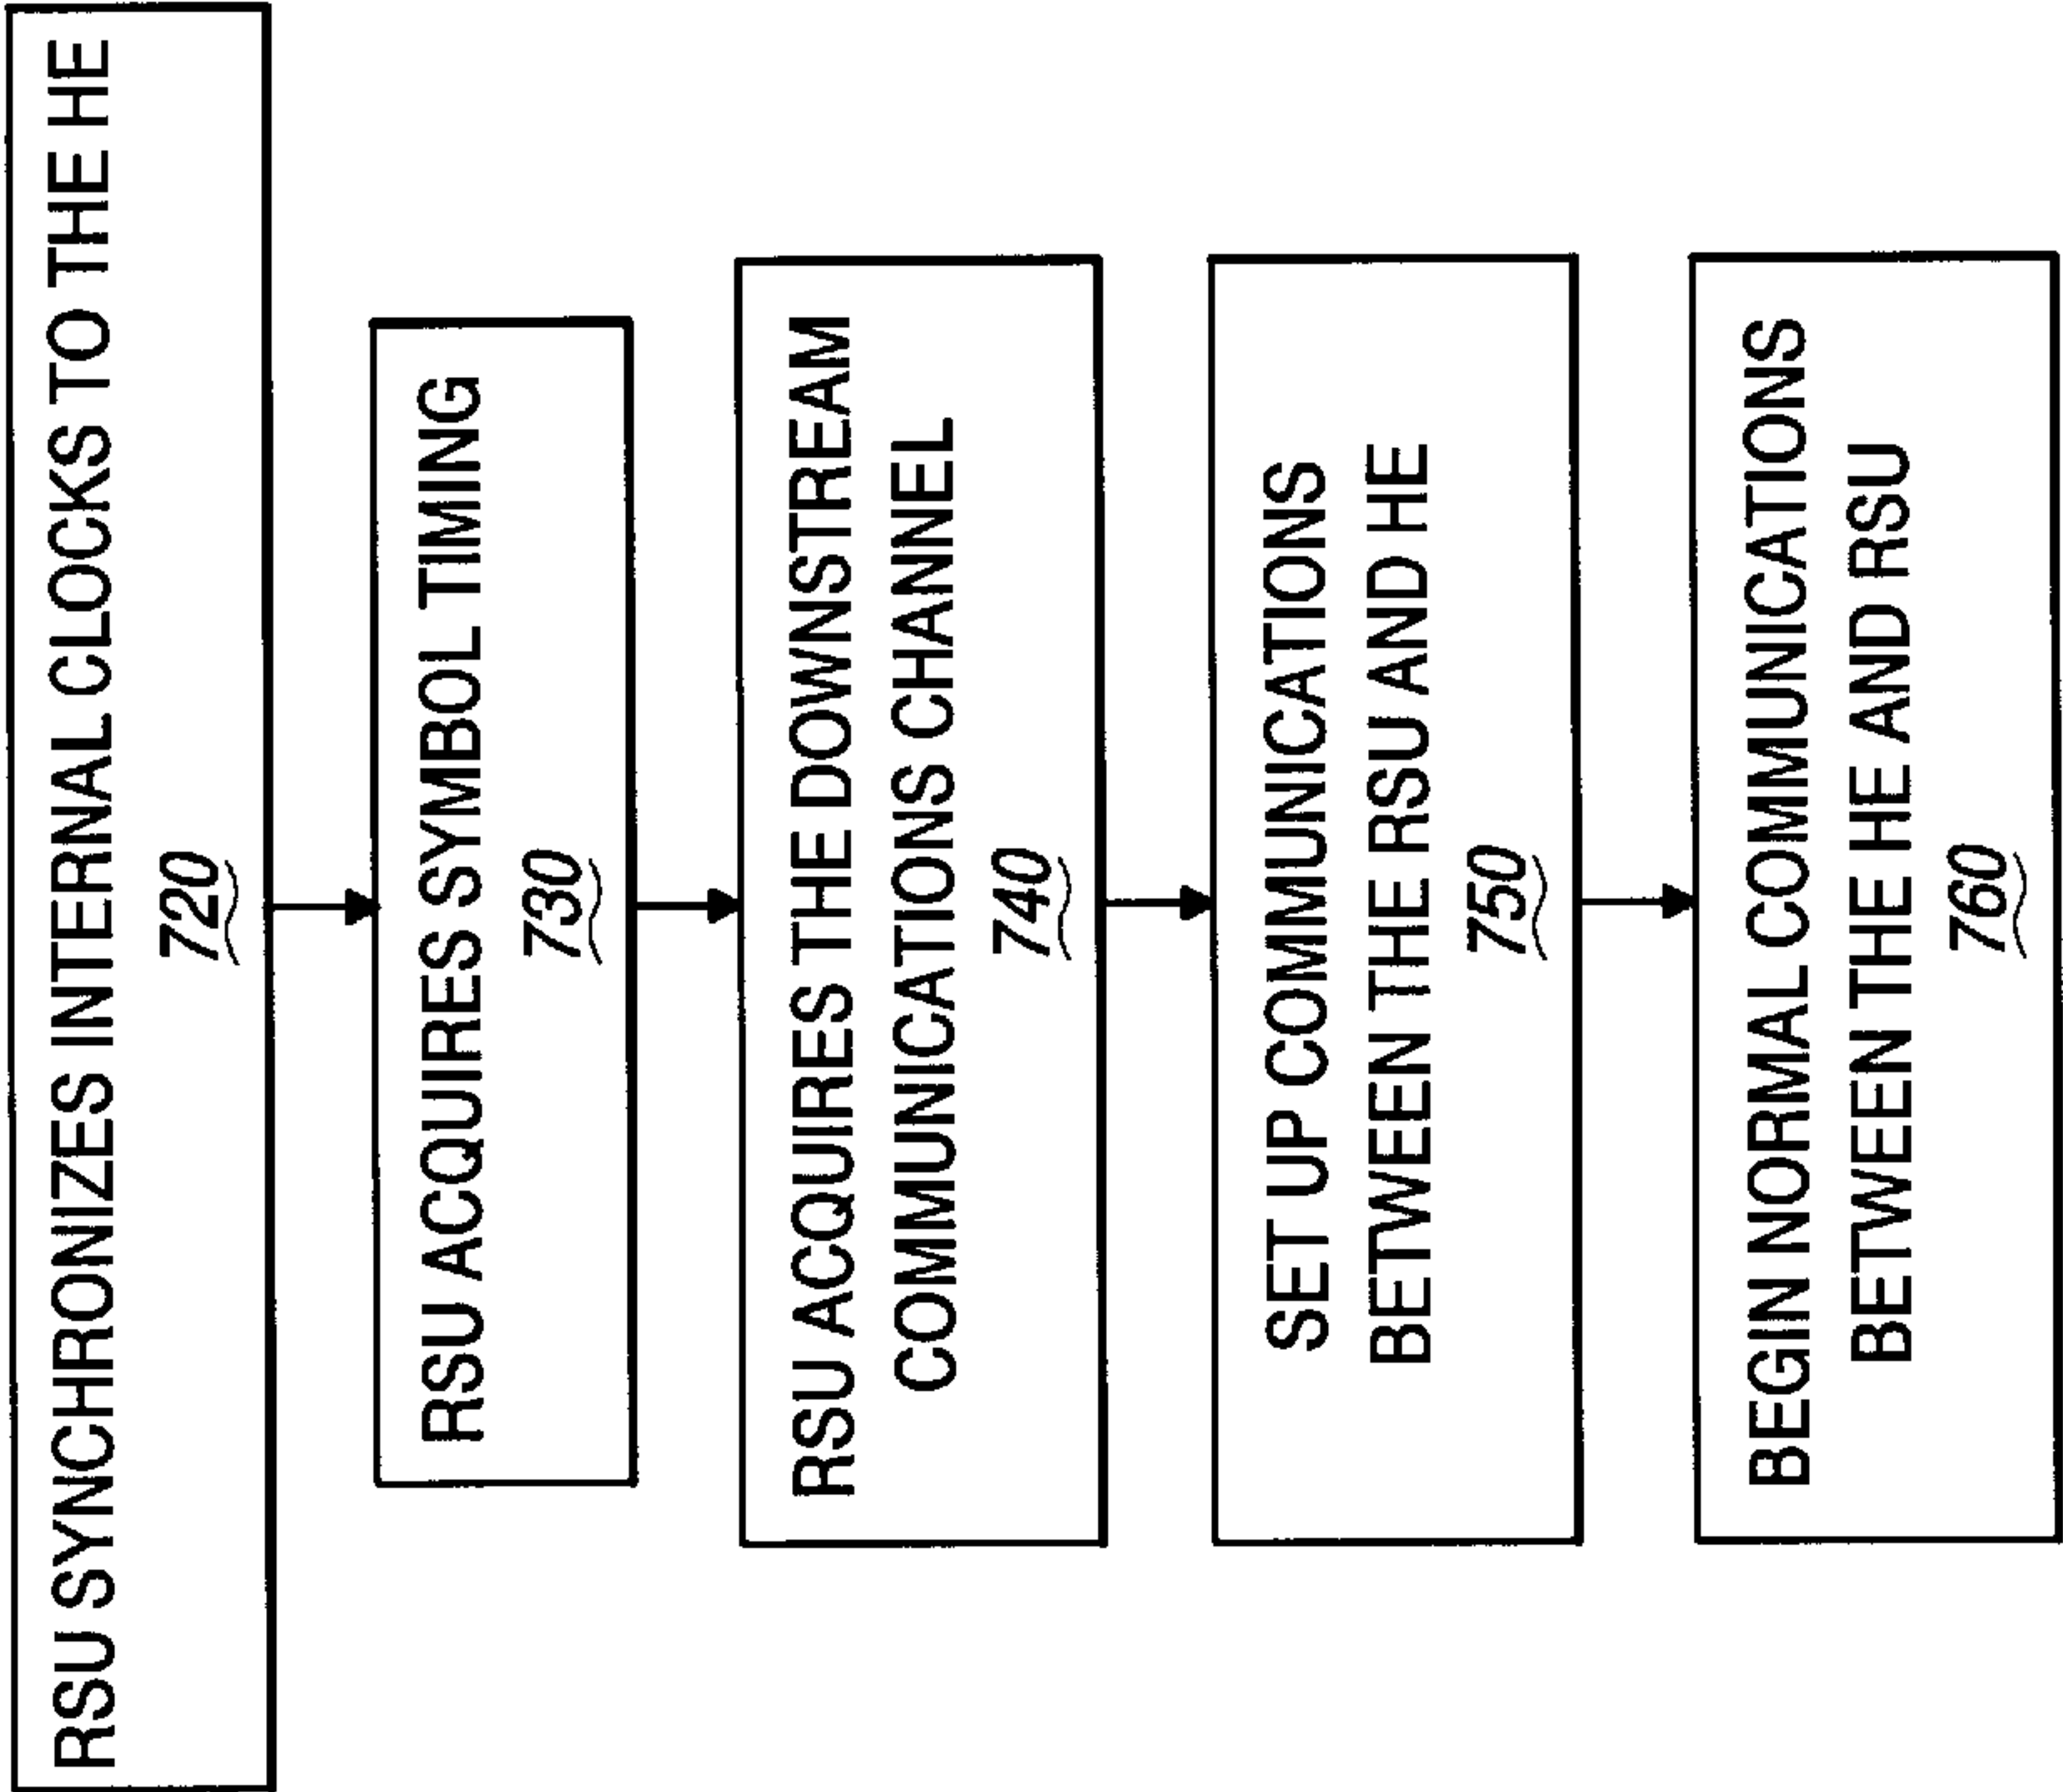 RSU SYNCHRONIZES INTERNAL CLOCKS TO THE HE
720
RSU ACQUIRES SYMBOL TIMING
730
RSU ACQUIRES THE DOWNSTREAM
COMMUNICATIONS CHANNEL
740
SET UP COMMUNICATIONS
BETWEEN THE RSU AND HE
750
BEGIN NORMAL COMMUNICATIONS
BETWEEN THE HE AND RSU
760